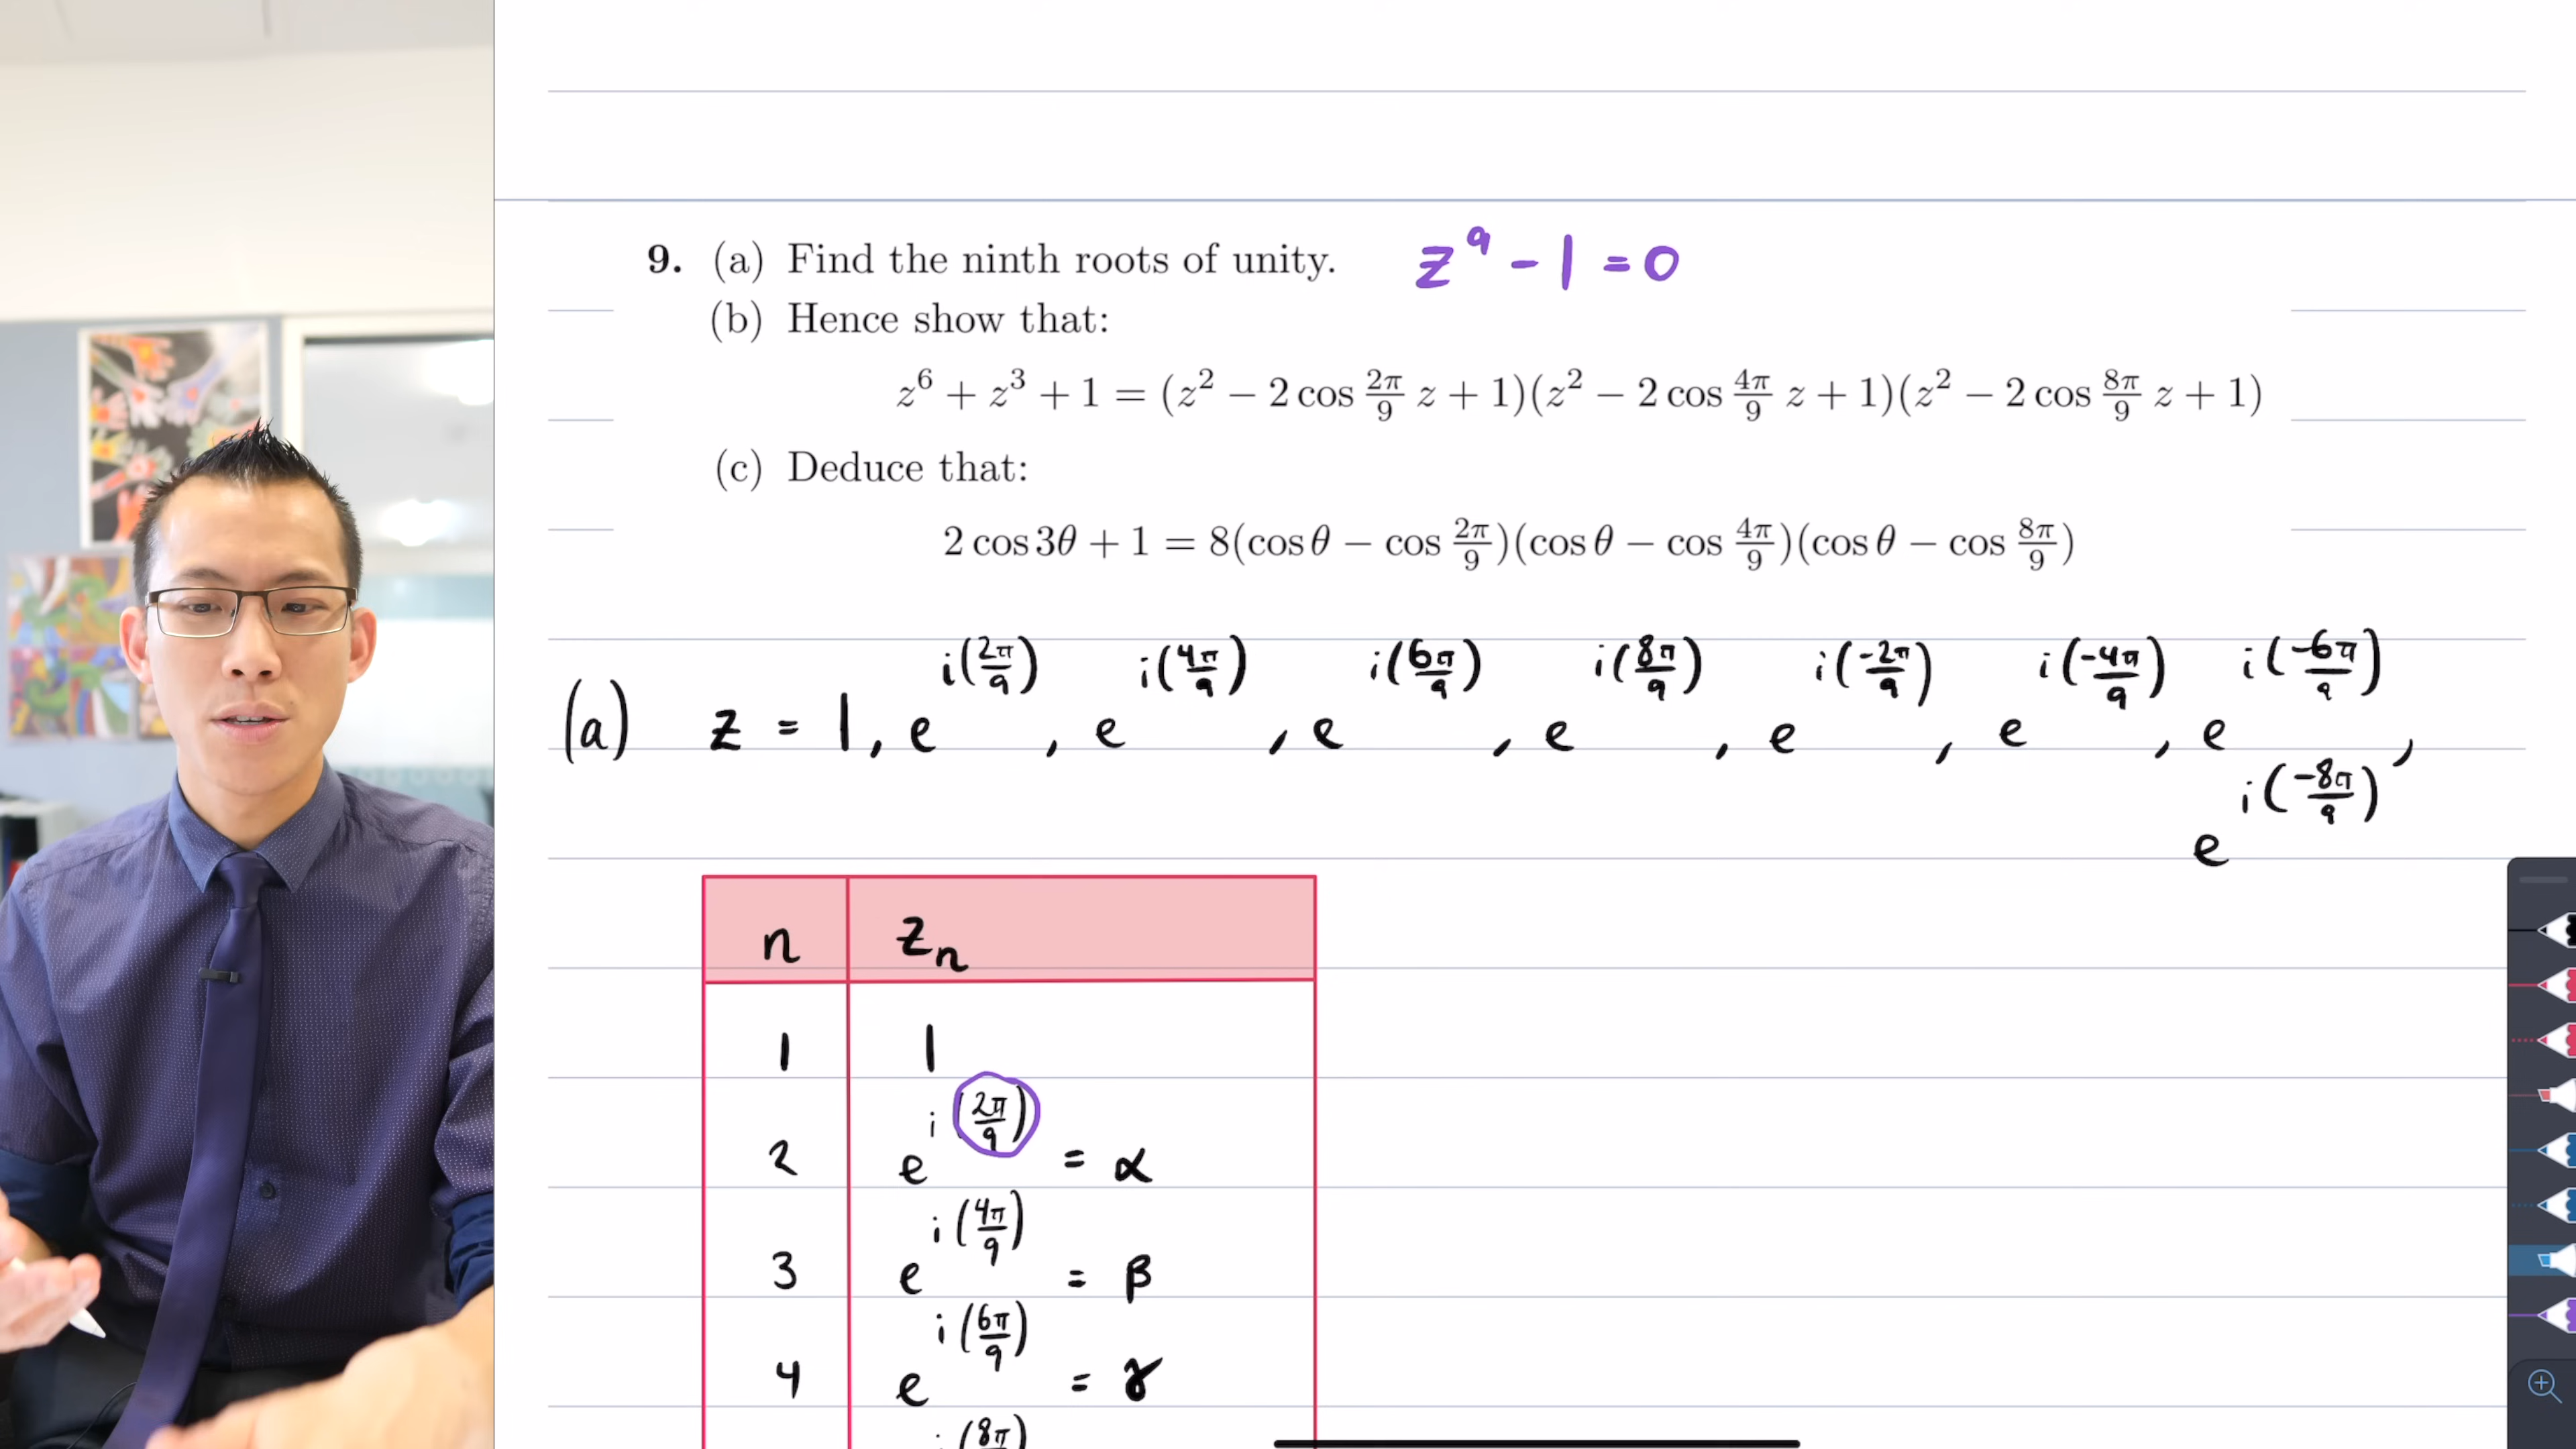 9. (a) Find the ninth roots of unity. z⁹ - 1 = 0
(b) Hence show that:
z⁶ + z³ + 1 = (z² − 2 cos 2π/9 z + 1)(z² − 2 cos 4π/9 z + 1)(z² − 2 cos 8π/9 z + 1)
(c) Deduce that:
2 cos 3θ + 1 = 8(cos θ − cos 2π/9)(cos θ − cos 4π/9)(cos θ − cos 8π/9)
(a) z = 1, e^i(2π/9), e^i(4π/9), e^i(6π/9), e^i(8π/9), e^i(-2π/9), e^i(-4π/9), e^i(-6π/9),
e^i(-8π/9)
n zₙ
1 1
2 e^i(2π/9) = α
3 e^i(4π/9) = β
4 e^i(6π/9) = γ
i(8π